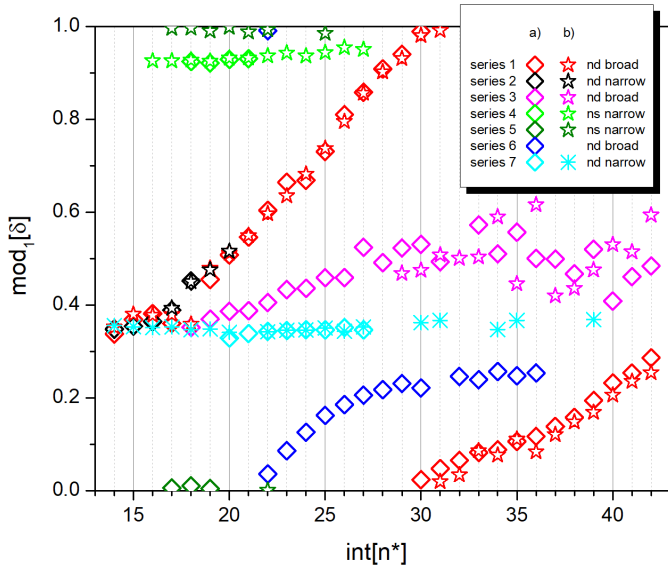 a) b)
series 1 nd broad
series 2 nd narrow
series 3 nd broad
series 4 ns narrow
series 5 ns narrow
series 6 nd broad
series 7 nd narrow
mod₁[δ]
1.0
0.8
0.6
0.4
0.2
0.0
15 20 25 30 35 40
int[n*]